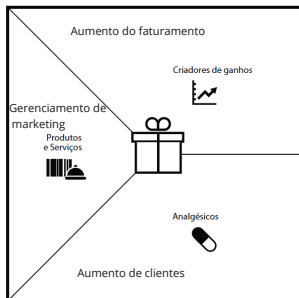 Aumento do faturamento
Criadores de ganhos
Gerenciamento de
marketing
Produtos
e Serviços
Analgésicos
Aumento de clientes